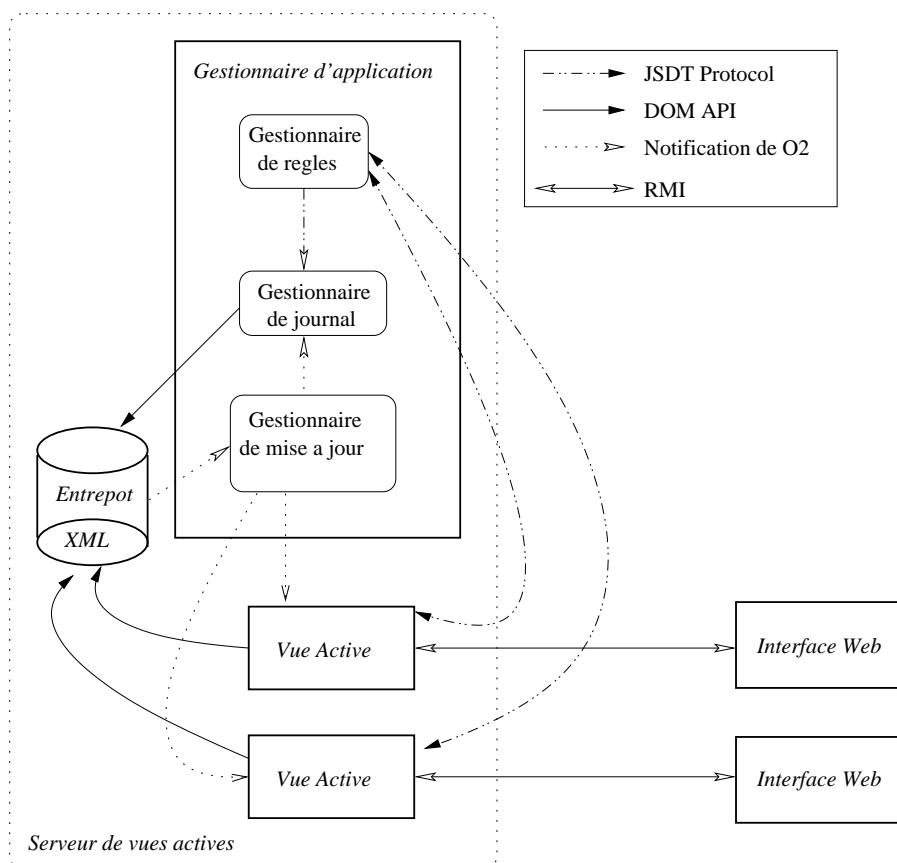 Gestionnaire d'application
Gestionnaire
de regles
Gestionnaire
de journal
Gestionnaire
de mise a jour
Entrepot
XML
Vue Active
Interface Web
Vue Active
Interface Web
Serveur de vues actives
JSDT Protocol
DOM API
Notification de O2
RMI